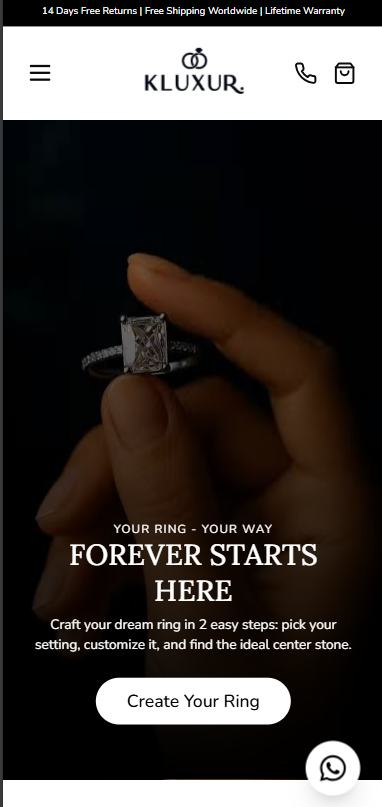 14 Days Free Returns | Free Shipping Worldwide | Lifetime Warranty
KLUXUR.
YOUR RING - YOUR WAY
FOREVER STARTS
HERE
Craft your dream ring in 2 easy steps: pick your
setting, customize it, and find the ideal center stone.
Create Your Ring